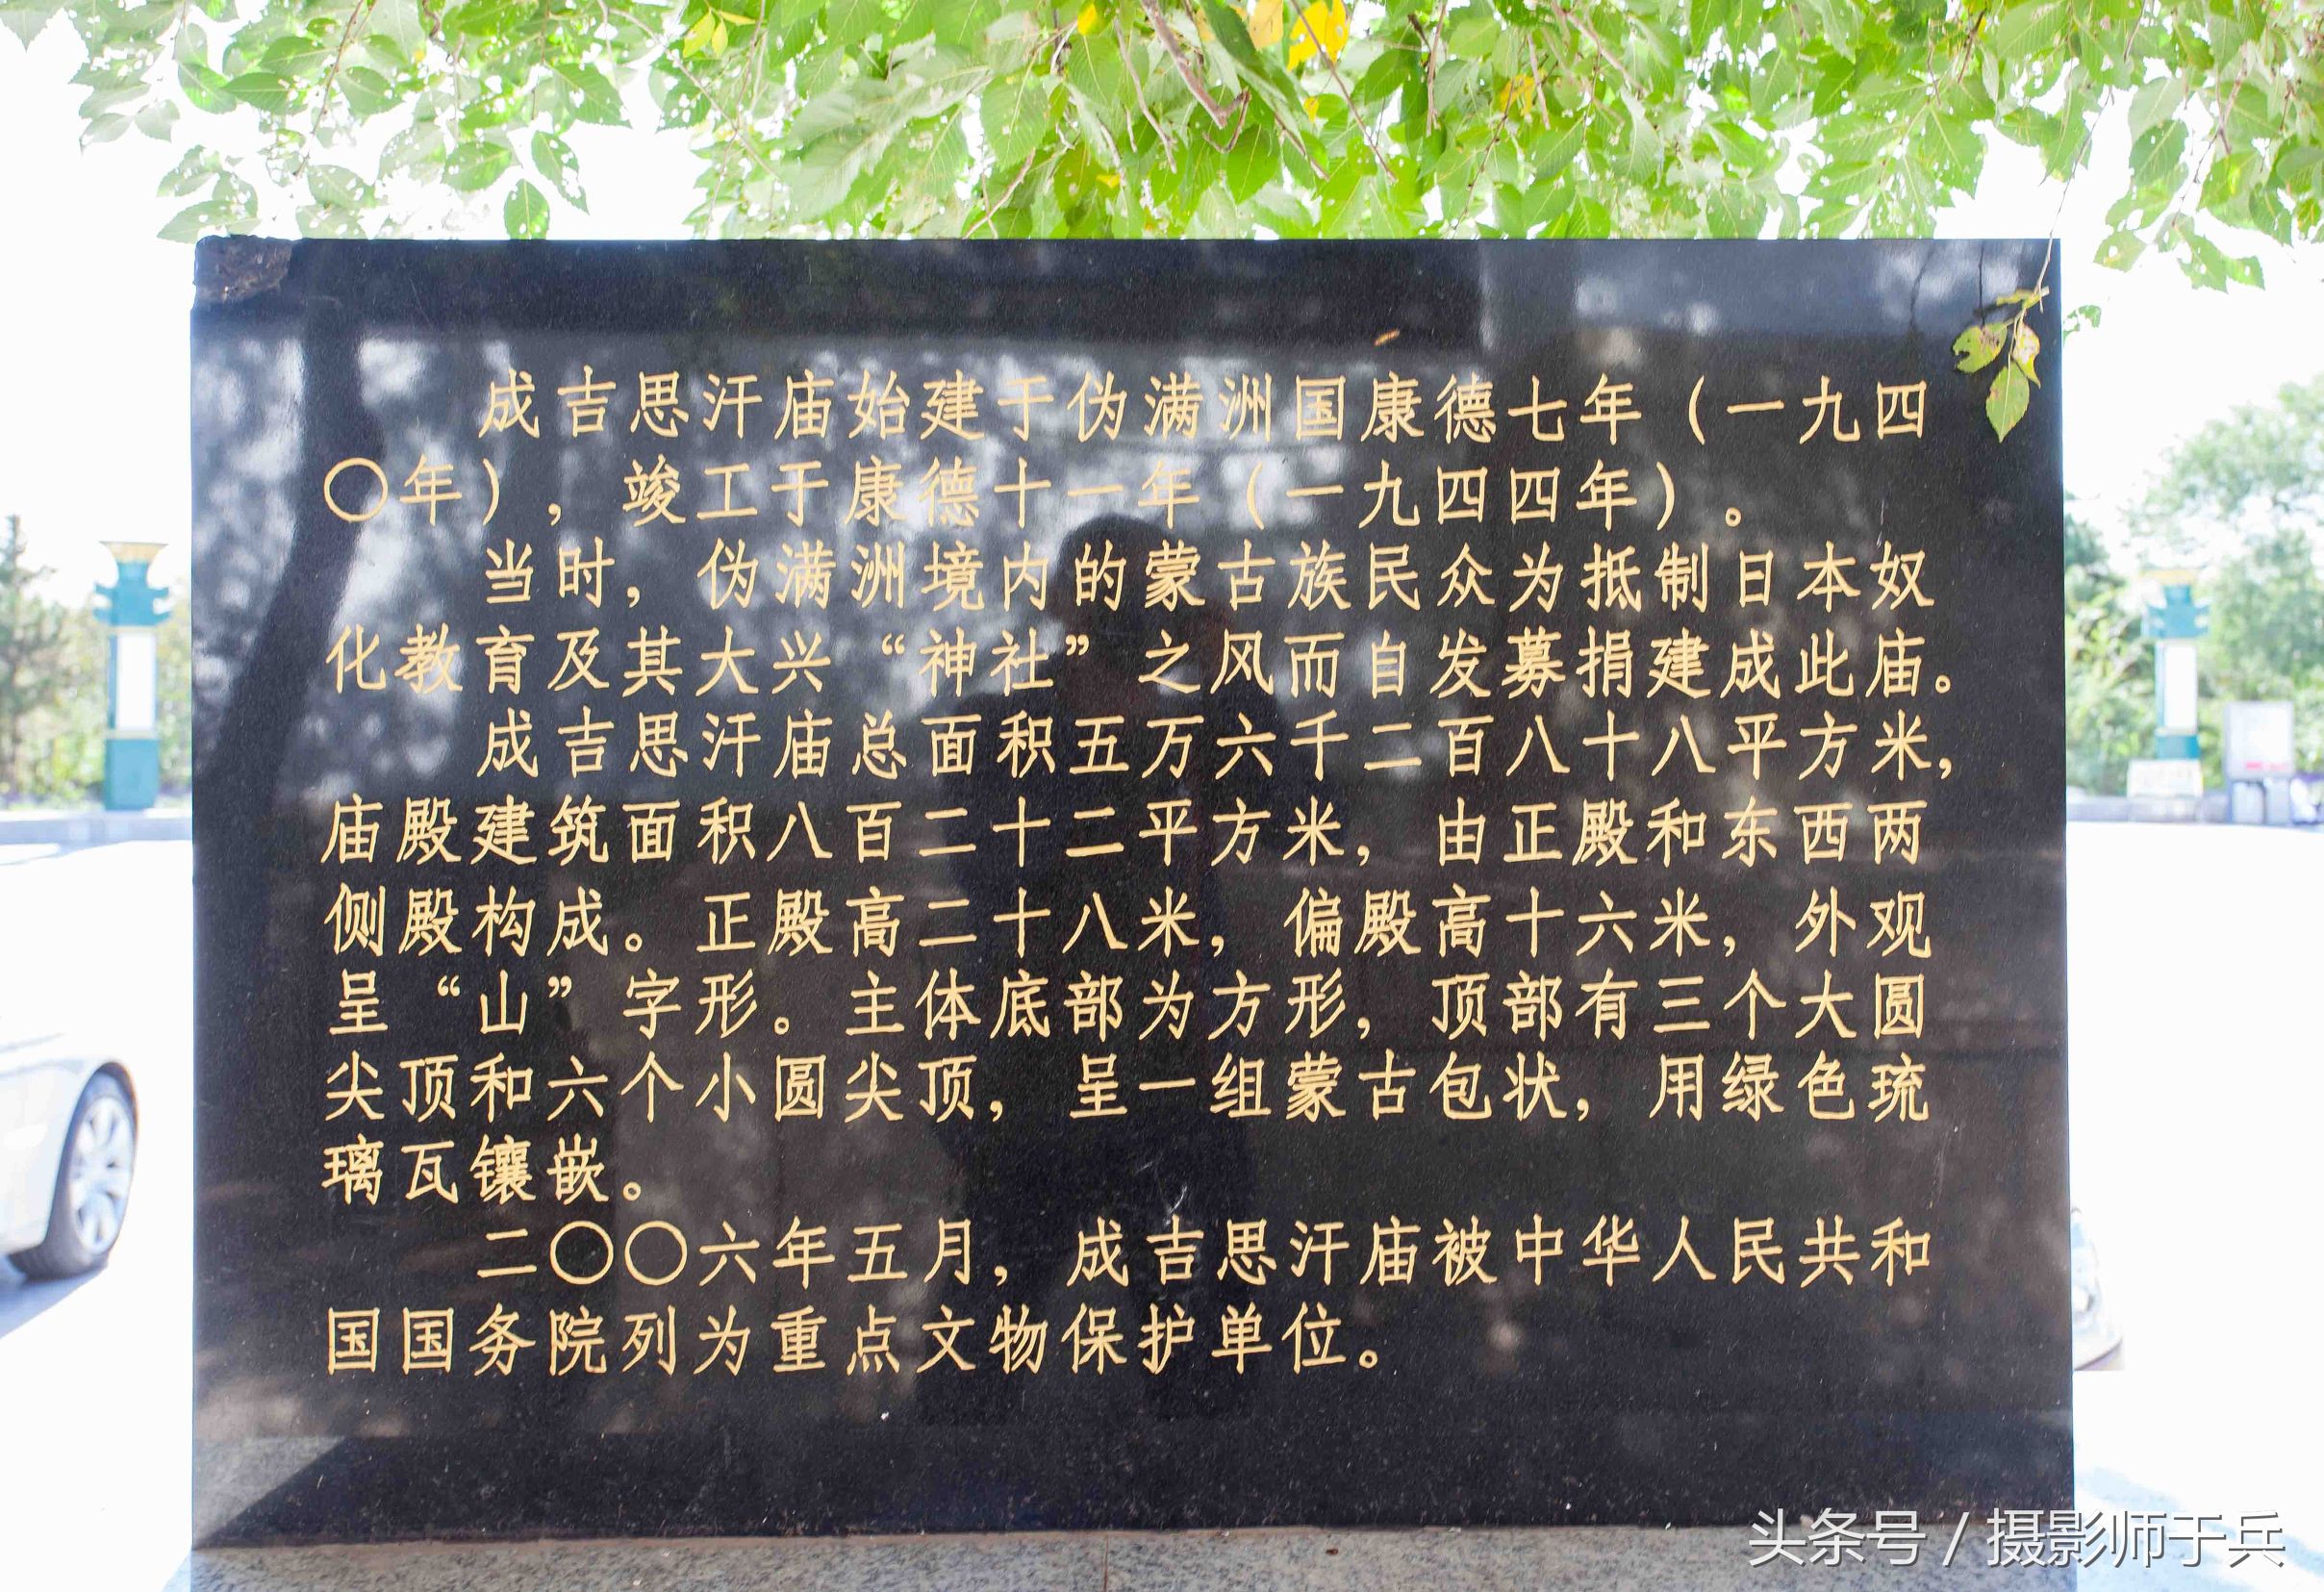 成吉思汗庙始建于伪满洲国康德七年（一九四
〇年），竣工于康德十一年（一九四四年）。
当时，伪满洲境内的蒙古族民众为抵制日本奴
化教育及其大兴“神社”之风而自发募捐建成此庙。
成吉思汗庙总面积五万六千二百八十八平方米，
庙殿建筑面积八百二十二平方米，由正殿和东西两
侧殿构成。正殿高二十八米，偏殿高十六米，外观
呈“山”字形。主体底部为方形，顶部有三个大圆
尖顶和六个小圆尖顶，呈一组蒙古包状，用绿色琉
璃瓦镶嵌。
二〇〇六年五月，成吉思汗庙被中华人民共和
国国务院列为重点文物保护单位。
头条号 / 摄影师于兵